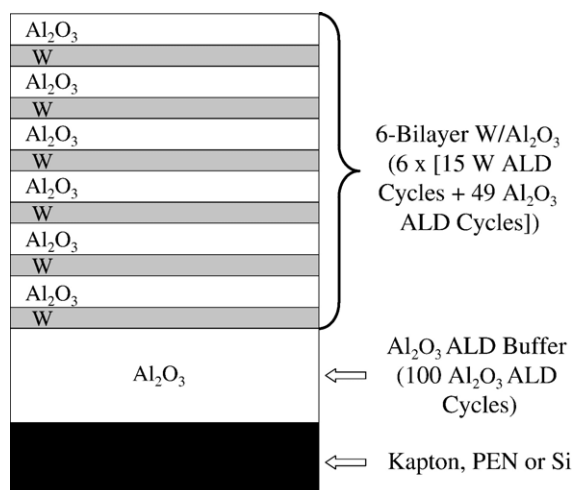 Al₂O₃
W
Al₂O₃
W
Al₂O₃
W
Al₂O₃
W
Al₂O₃
W
Al₂O₃
W
Al₂O₃
6-Bilayer W/Al₂O₃
(6 x [15 W ALD
Cycles + 49 Al₂O₃
ALD Cycles])
Al₂O₃ ALD Buffer
(100 Al₂O₃ ALD
Cycles)
Kapton, PEN or Si